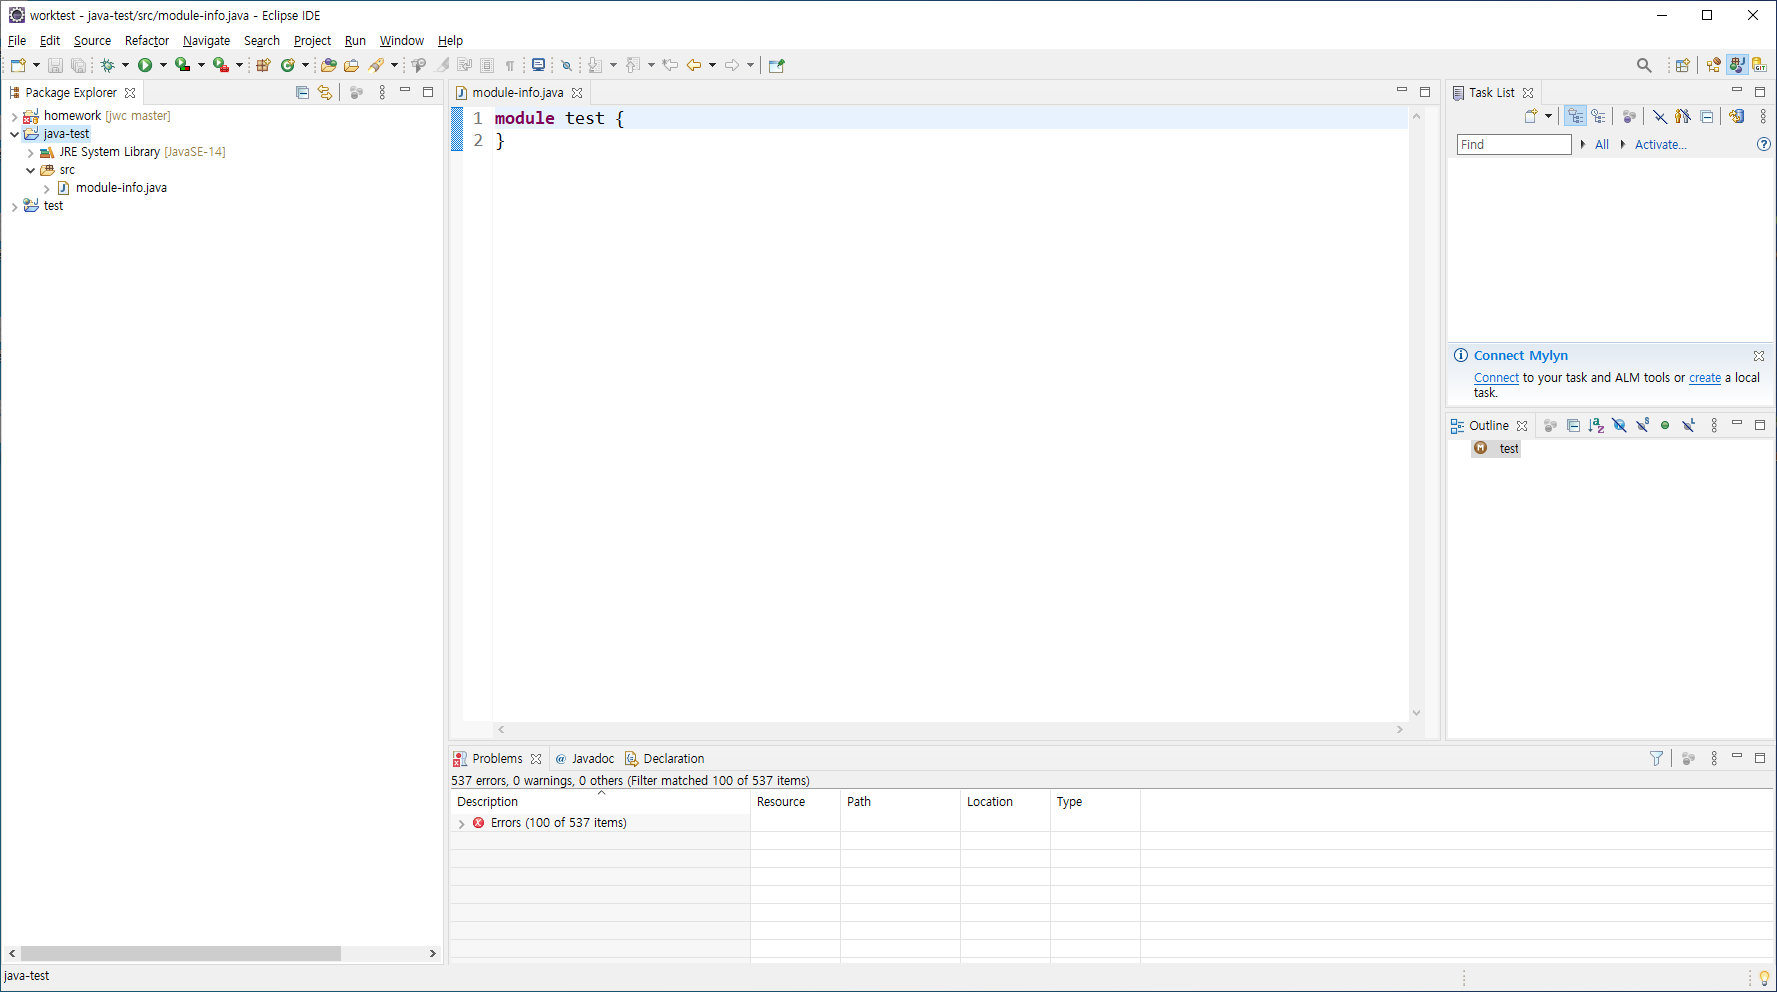 worktest - java-test/src/module-info.java - Eclipse IDE
File Edit Source Refactor Navigate Search Project Run Window Help
Package Explorer
homework [jwc master]
java-test
JRE System Library [JavaSE-14]
src
module-info.java
test
module-info.java
1 module test {
2 }
Task List
Find All Activate...
Connect Mylyn
Connect to your task and ALM tools or create a local
task.
Outline
test
Problems Javadoc Declaration
537 errors, 0 warnings, 0 others (Filter matched 100 of 537 items)
Description Resource Path Location Type
Errors (100 of 537 items)
java-test